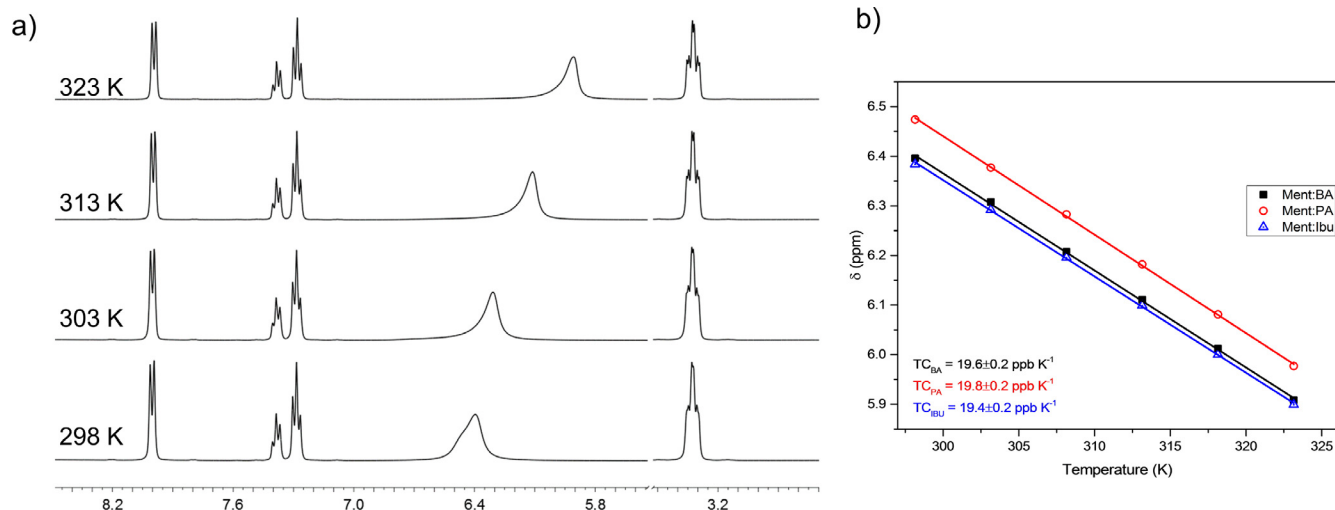 a)
323 K
313 K
303 K
298 K
8.2 7.6 7.0 6.4 5.8 3.2
b)
6.5
6.4
6.3
6.2
6.1
6.0
5.9
δ (ppm)
Ment:BA
Ment:PA
Ment:Ibu
TC_BA = 19.6±0.2 ppb K⁻¹
TC_PA = 19.8±0.2 ppb K⁻¹
TC_IBU = 19.4±0.2 ppb K⁻¹
300 305 310 315 320 325
Temperature (K)